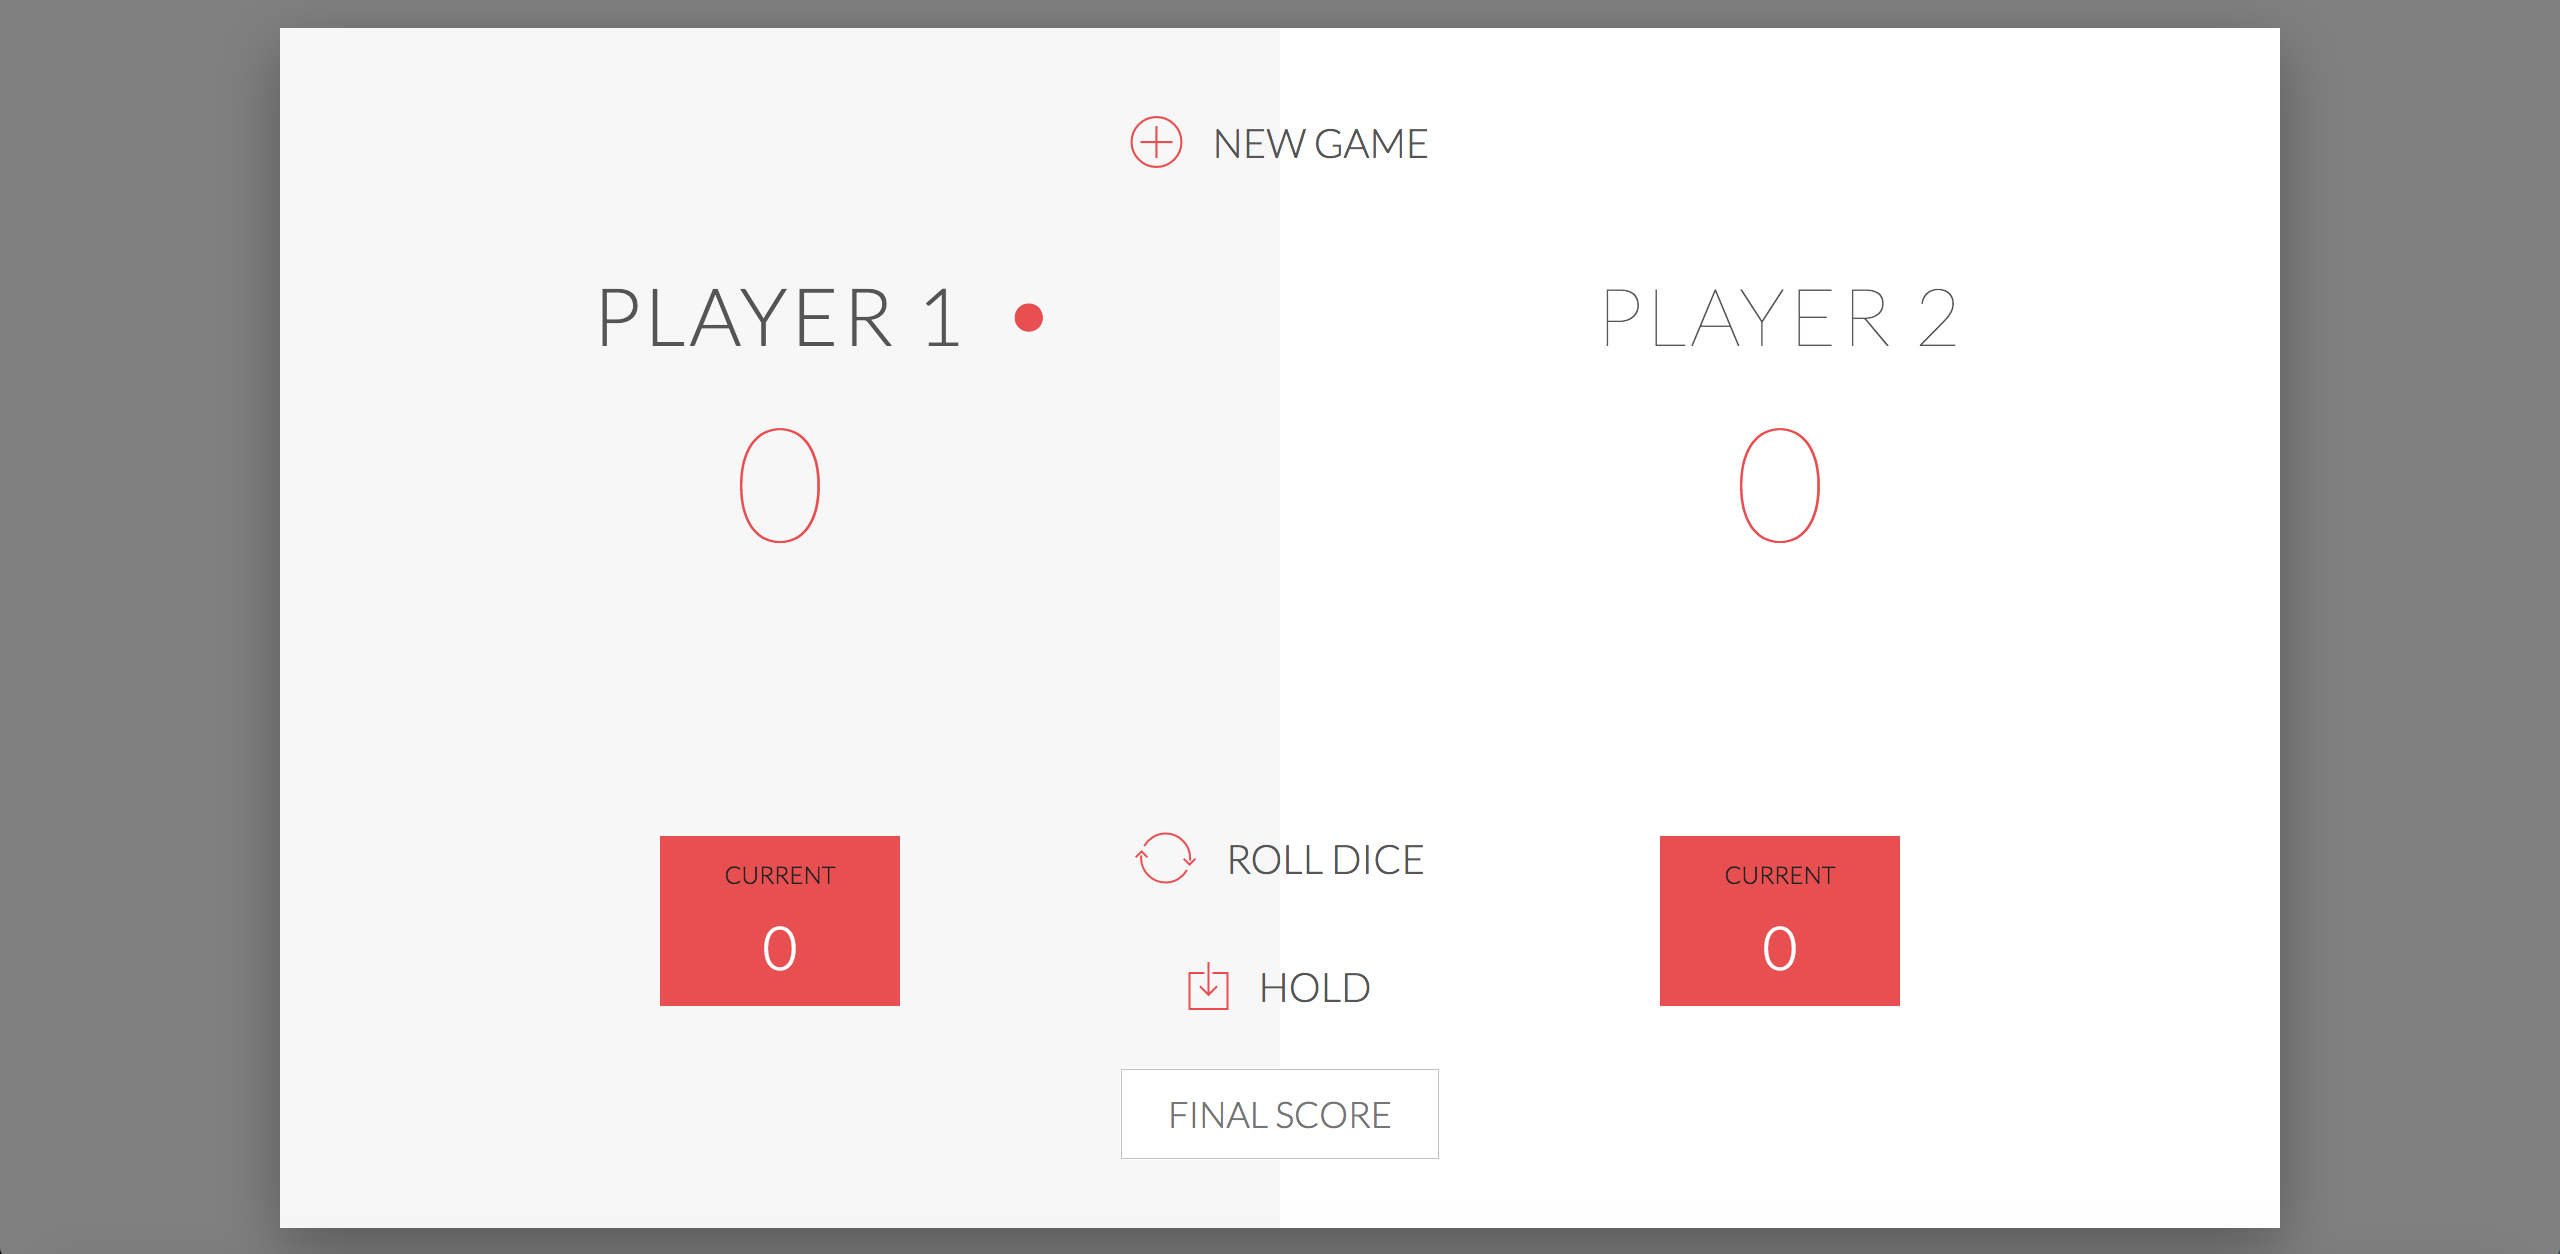 NEW GAME
PLAYER 1
PLAYER 2
0
0
CURRENT
0
ROLL DICE
HOLD
FINAL SCORE
CURRENT
0